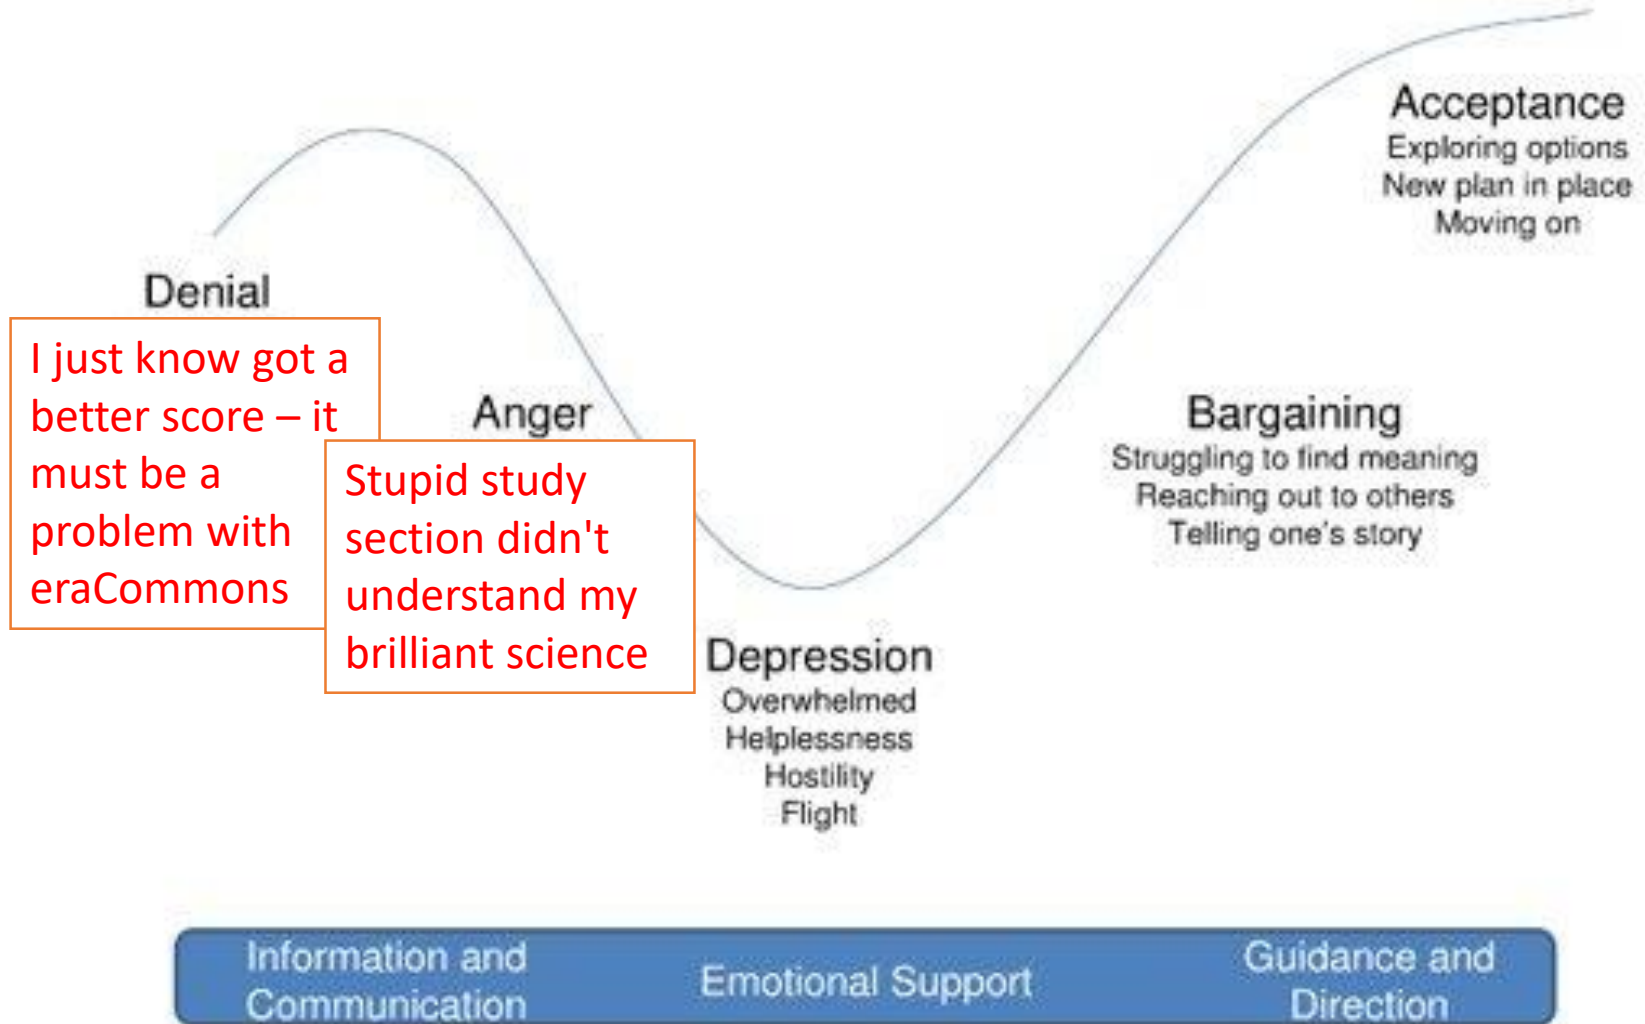 Denial
I just know got a
better score – it
must be a
problem with
eraCommons
Anger
Stupid study
section didn't
understand my
brilliant science
Depression
Overwhelmed
Helplessness
Hostility
Flight
Bargaining
Struggling to find meaning
Reaching out to others
Telling one's story
Acceptance
Exploring options
New plan in place
Moving on
Information and
Communication
Emotional Support
Guidance and
Direction